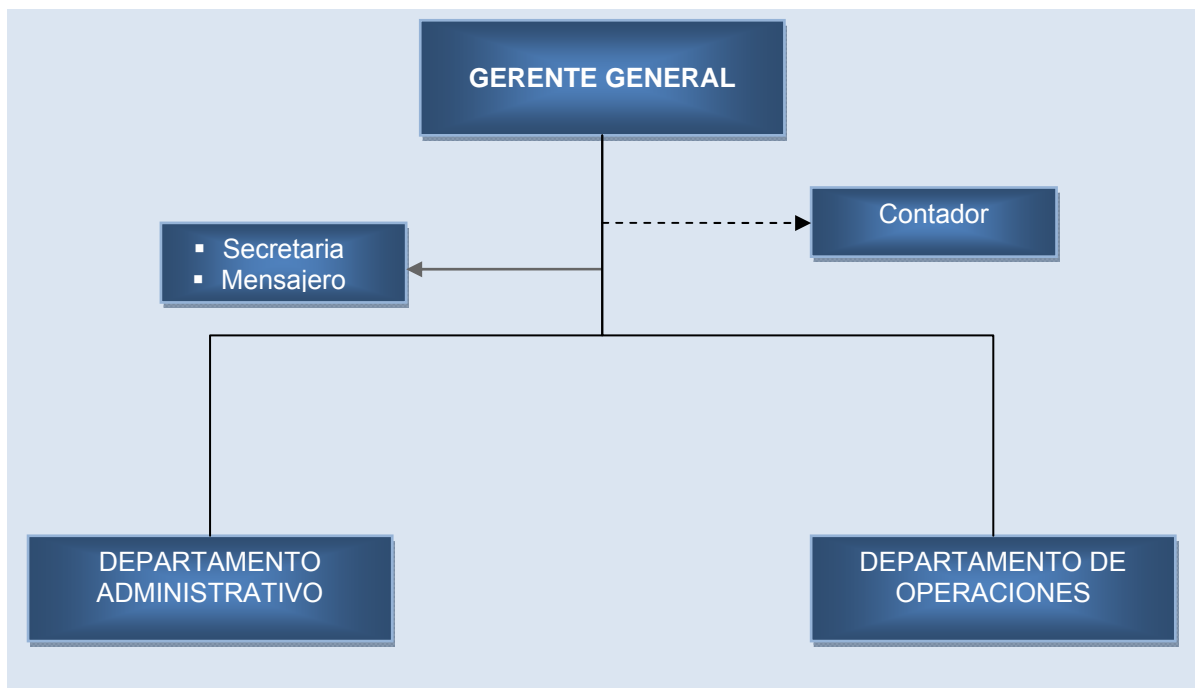 GERENTE GENERAL
Contador
▪ Secretaria
▪ Mensajero
DEPARTAMENTO
ADMINISTRATIVO
DEPARTAMENTO DE
OPERACIONES